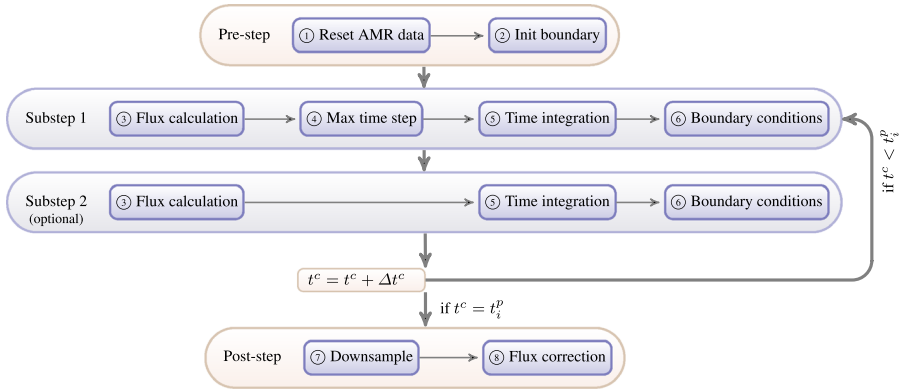 Pre-step ① Reset AMR data ② Init boundary
Substep 1 ③ Flux calculation ④ Max time step ⑤ Time integration ⑥ Boundary conditions
if t^c < t_i^p
Substep 2 ③ Flux calculation ⑤ Time integration ⑥ Boundary conditions
(optional)
t^c = t^c + Δt^c
if t^c = t_i^p
Post-step ⑦ Downsample ⑧ Flux correction